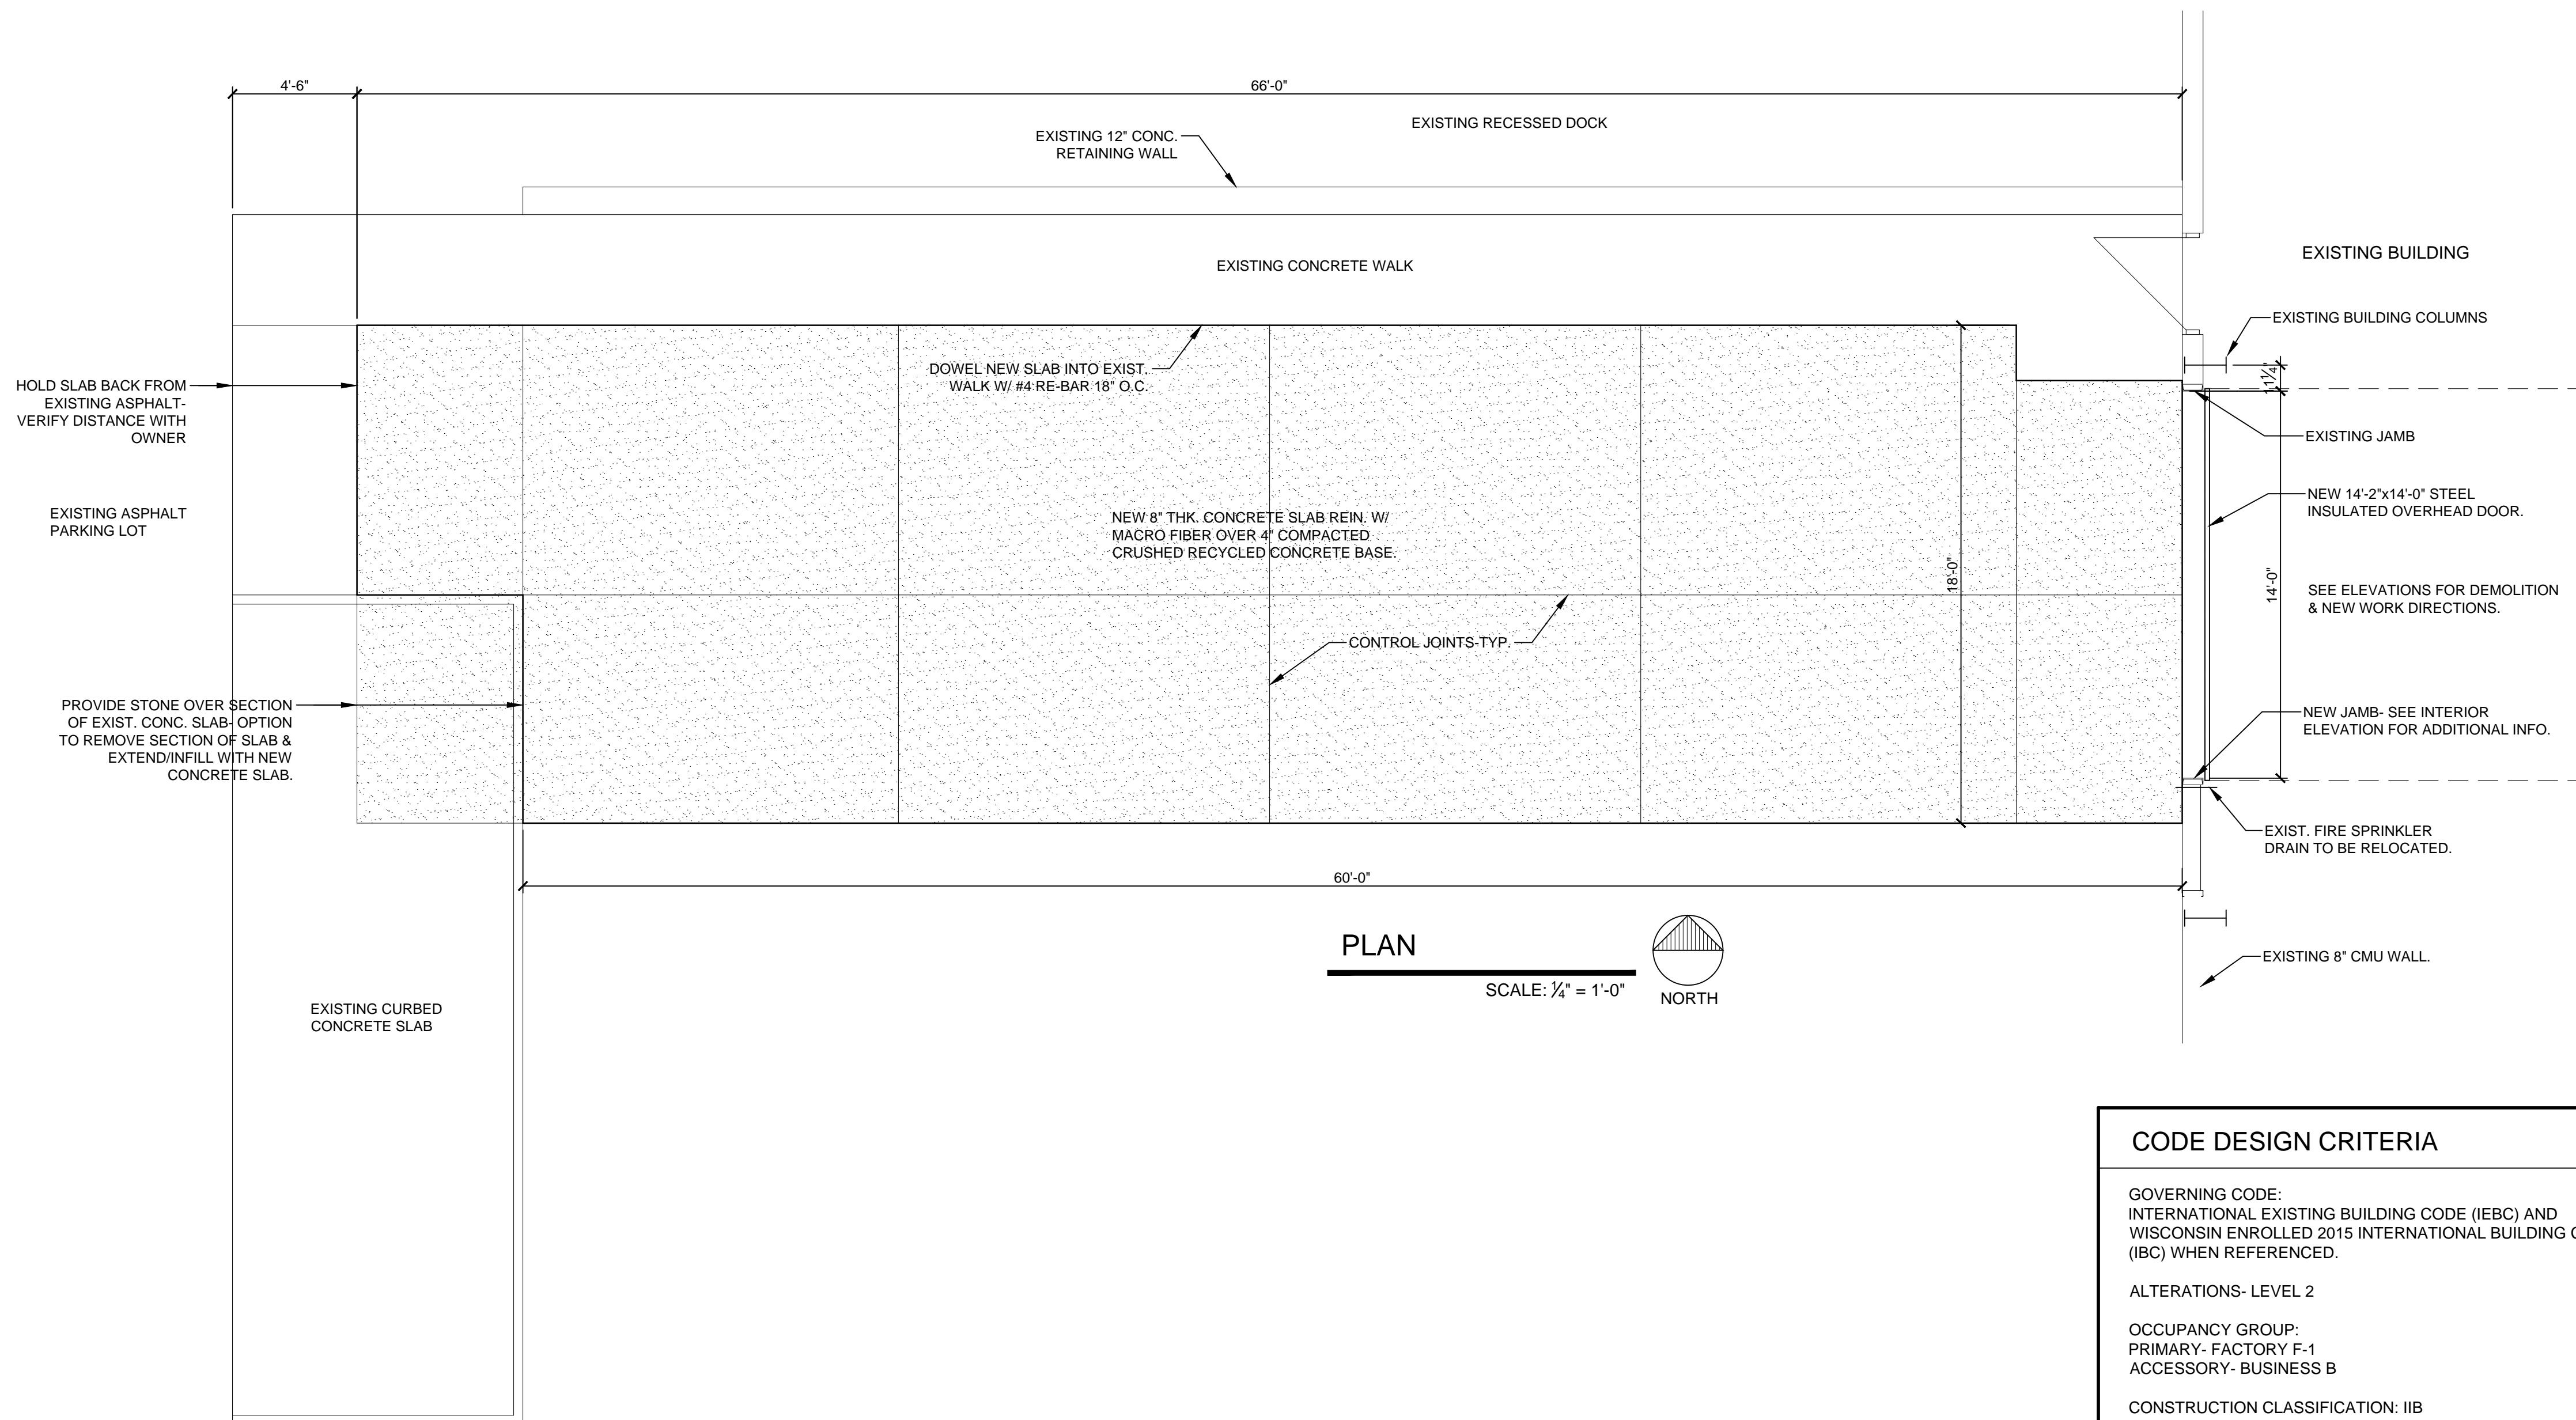 4'-6"
66'-0"
EXISTING RECESSED DOCK
EXISTING 12" CONC.
RETAINING WALL
EXISTING CONCRETE WALK
EXISTING BUILDING
EXISTING BUILDING COLUMNS
11¼"
DOWEL NEW SLAB INTO EXIST.
WALK W/ #4 RE-BAR 18" O.C.
HOLD SLAB BACK FROM
EXISTING ASPHALT-
VERIFY DISTANCE WITH
OWNER
EXISTING JAMB
EXISTING ASPHALT
PARKING LOT
NEW 8" THK. CONCRETE SLAB REIN. W/
MACRO FIBER OVER 4" COMPACTED
CRUSHED RECYCLED CONCRETE BASE.
NEW 14'-2"x14'-0" STEEL
INSULATED OVERHEAD DOOR.
18'-0"
14'-0"
SEE ELEVATIONS FOR DEMOLITION
& NEW WORK DIRECTIONS.
CONTROL JOINTS-TYP.
PROVIDE STONE OVER SECTION
OF EXIST. CONC. SLAB- OPTION
TO REMOVE SECTION OF SLAB &
EXTEND/INFILL WITH NEW
CONCRETE SLAB.
NEW JAMB- SEE INTERIOR
ELEVATION FOR ADDITIONAL INFO.
EXIST. FIRE SPRINKLER
DRAIN TO BE RELOCATED.
60'-0"
PLAN
SCALE: ¼" = 1'-0"
NORTH
EXISTING 8" CMU WALL.
EXISTING CURBED
CONCRETE SLAB
CODE DESIGN CRITERIA
GOVERNING CODE:
INTERNATIONAL EXISTING BUILDING CODE (IEBC) AND
WISCONSIN ENROLLED 2015 INTERNATIONAL BUILDING
(IBC) WHEN REFERENCED.
ALTERATIONS- LEVEL 2
OCCUPANCY GROUP:
PRIMARY- FACTORY F-1
ACCESSORY- BUSINESS B
CONSTRUCTION CLASSIFICATION: IIB